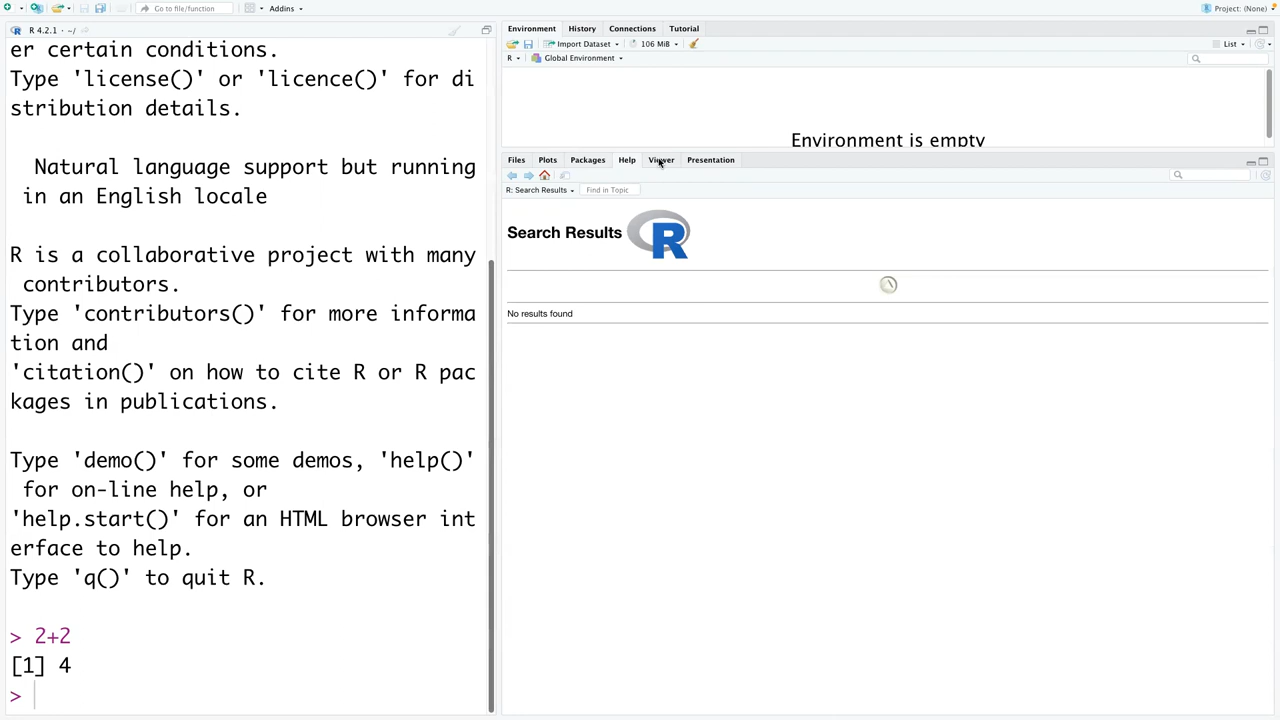 Go to file/function
Addins
Project: (None)
R 4.2.1 · ~/
er certain conditions.
Type 'license()' or 'licence()' for di
stribution details.
Natural language support but running
in an English locale
R is a collaborative project with many
contributors.
Type 'contributors()' for more informa
tion and
'citation()' on how to cite R or R pac
kages in publications.
Type 'demo()' for some demos, 'help()'
for on-line help, or
'help.start()' for an HTML browser int
erface to help.
Type 'q()' to quit R.
> 2+2
[1] 4
>
Environment History Connections Tutorial
Import Dataset 106 MiB List
R Global Environment
Environment is empty
Files Plots Packages Help Viewer Presentation
R: Search Results Find in Topic
Search Results R
No results found